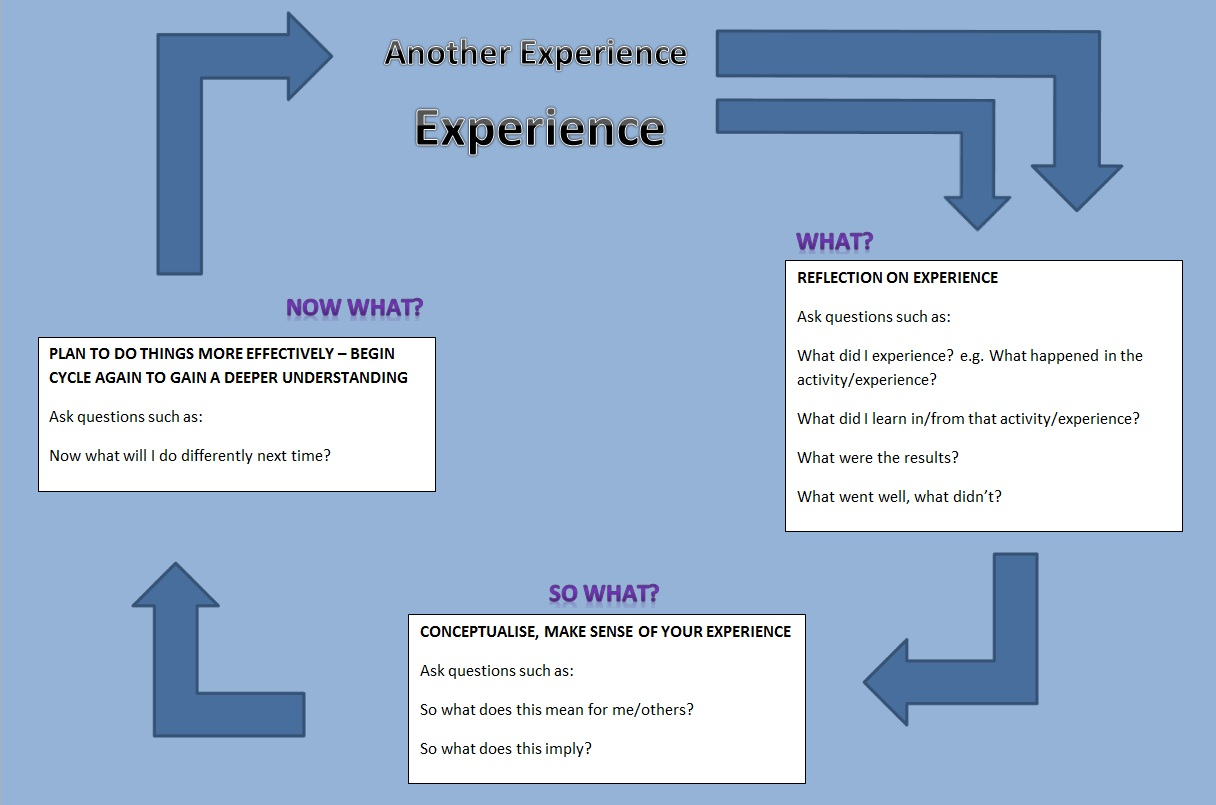 Another Experience
Experience
WHAT?
REFLECTION ON EXPERIENCE
Ask questions such as:
What did I experience? e.g. What happened in the
activity/experience?
What did I learn in/from that activity/experience?
What were the results?
What went well, what didn’t?
SO WHAT?
CONCEPTUALISE, MAKE SENSE OF YOUR EXPERIENCE
Ask questions such as:
So what does this mean for me/others?
So what does this imply?
NOW WHAT?
PLAN TO DO THINGS MORE EFFECTIVELY – BEGIN
CYCLE AGAIN TO GAIN A DEEPER UNDERSTANDING
Ask questions such as:
Now what will I do differently next time?